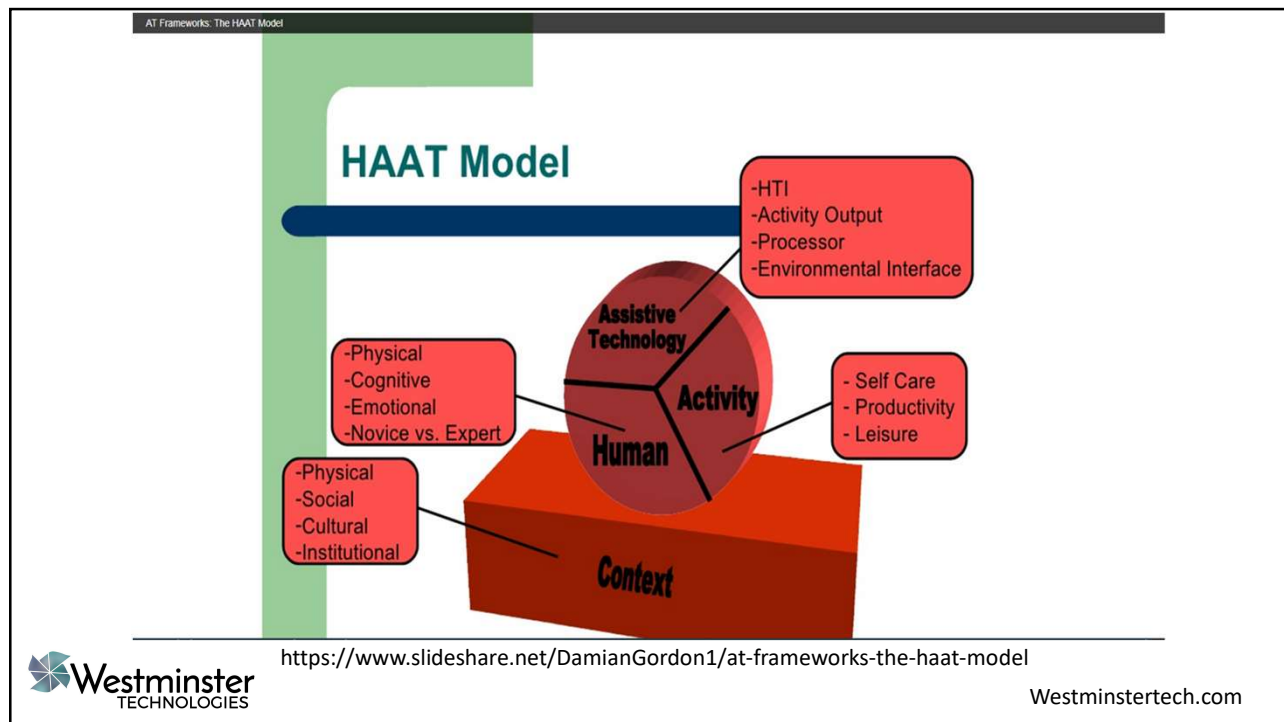 AT Frameworks: The HAAT Model
HAAT Model
-HTI
-Activity Output
-Processor
-Environmental Interface
Assistive
Technology
-Physical
-Cognitive
-Emotional
-Novice vs. Expert
Activity
- Self Care
- Productivity
- Leisure
Human
-Physical
-Social
-Cultural
-Institutional
Context
https://www.slideshare.net/DamianGordon1/at-frameworks-the-haat-model
Westminster
TECHNOLOGIES
Westminstertech.com